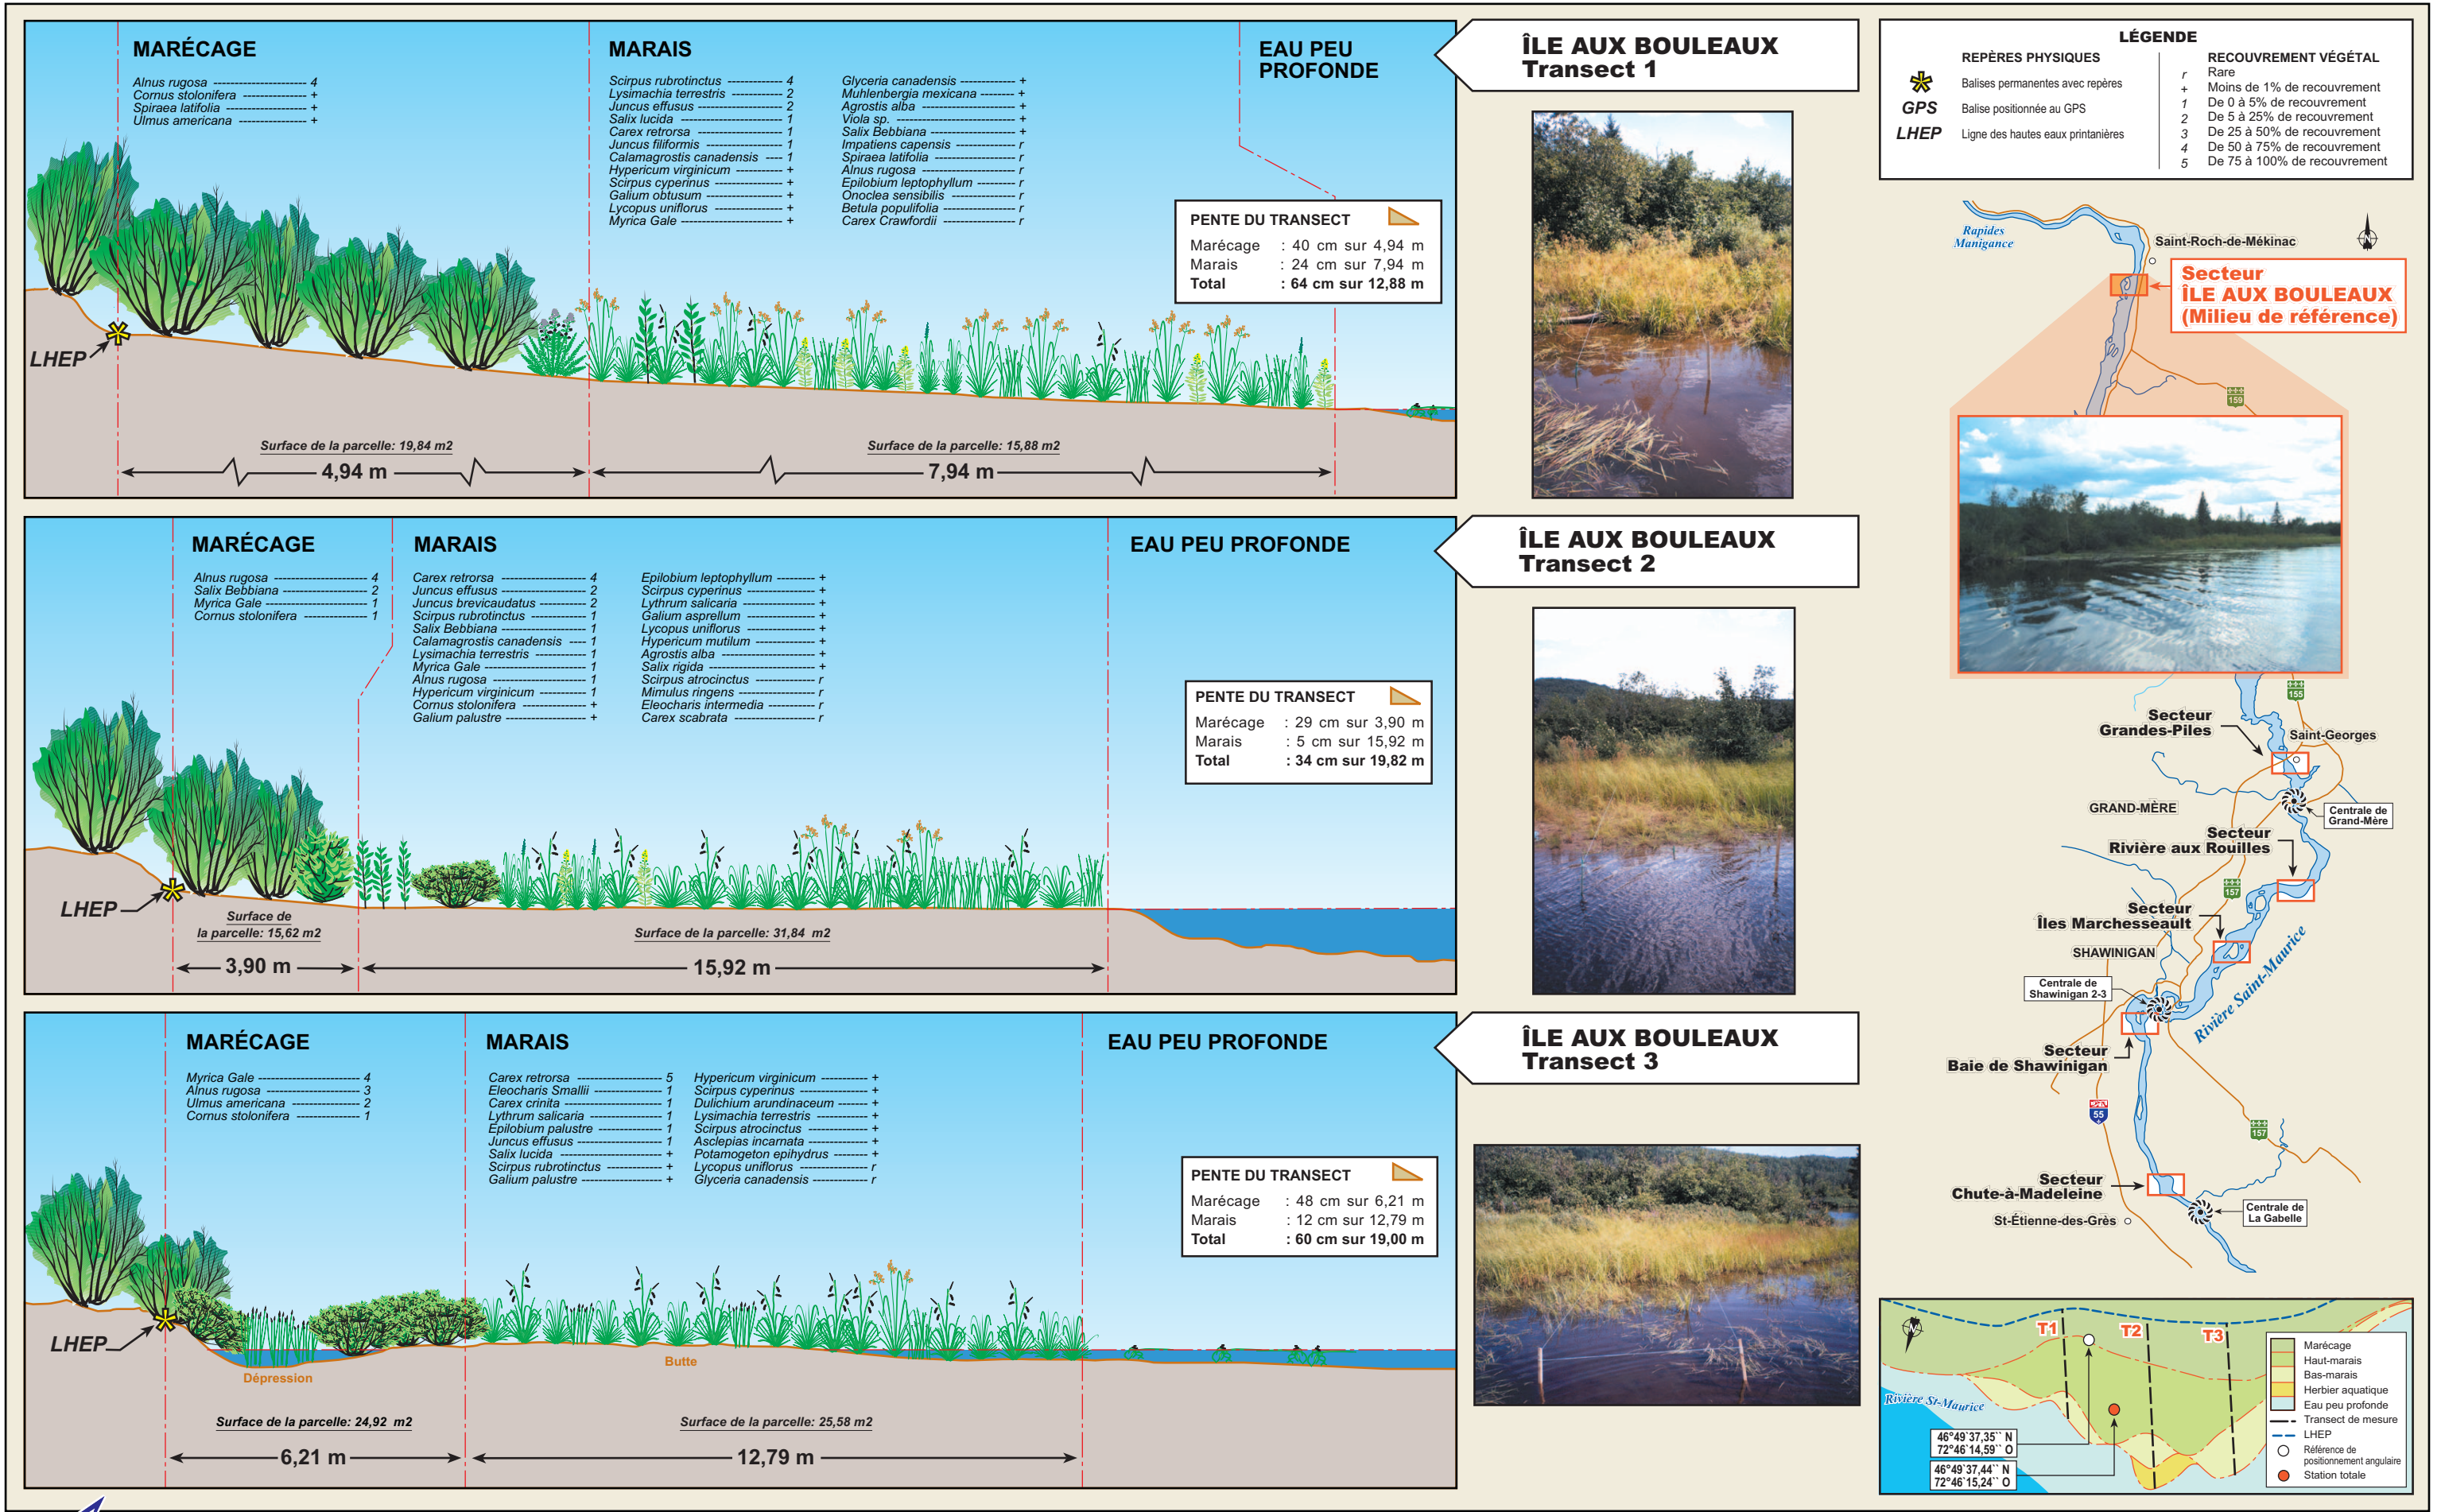 MARÉCAGE
Alnus rugosa ---------------------- 4
Cornus stolonifera --------------- +
Spiraea latifolia ------------------- +
Ulmus americana ---------------- +
MARAIS
Scirpus rubrotinctus ------------- 4
Lysimachia terrestris ------------ 2
Juncus effusus -------------------- 2
Salix lucida ------------------------ 1
Carex retrorsa -------------------- 1
Juncus filiformis ------------------ 1
Calamagrostis canadensis ---- 1
Hypericum virginicum ----------- +
Scirpus cyperinus ---------------- +
Galium obtusum ------------------ +
Lycopus uniflorus ---------------- +
Myrica Gale ------------------------ +
Glyceria canadensis ------------- +
Muhlenbergia mexicana -------- +
Agrostis alba ---------------------- +
Viola sp. ---------------------------- +
Salix Bebbiana -------------------- +
Impatiens capensis -------------- r
Spiraea latifolia ------------------- r
Alnus rugosa ---------------------- r
Epilobium leptophyllum --------- r
Onoclea sensibilis --------------- r
Betula populifolia ----------------- r
Carex Crawfordii ----------------- r
EAU PEU
PROFONDE
PENTE DU TRANSECT
Marécage : 40 cm sur 4,94 m
Marais : 24 cm sur 7,94 m
Total : 64 cm sur 12,88 m
LHEP
Surface de la parcelle: 19,84 m2
4,94 m
Surface de la parcelle: 15,88 m2
7,94 m
ÎLE AUX BOULEAUX
Transect 1
MARÉCAGE
Alnus rugosa ---------------------- 4
Salix Bebbiana -------------------- 2
Myrica Gale ------------------------ 1
Cornus stolonifera --------------- 1
MARAIS
Carex retrorsa -------------------- 4
Juncus effusus -------------------- 2
Juncus brevicaudatus ----------- 2
Scirpus rubrotinctus ------------- 1
Salix Bebbiana -------------------- 1
Calamagrostis canadensis ---- 1
Lysimachia terrestris ------------ 1
Myrica Gale ------------------------ 1
Alnus rugosa ---------------------- 1
Hypericum virginicum ----------- 1
Cornus stolonifera --------------- +
Galium palustre ------------------- +
Epilobium leptophyllum --------- +
Scirpus cyperinus ---------------- +
Lythrum salicaria ----------------- +
Galium asprellum ---------------- +
Lycopus uniflorus ---------------- +
Hypericum mutilum -------------- +
Agrostis alba ---------------------- +
Salix rigida ------------------------- +
Scirpus atrocinctus -------------- r
Mimulus ringens ------------------ r
Eleocharis intermedia ----------- r
Carex scabrata ------------------- r
EAU PEU PROFONDE
PENTE DU TRANSECT
Marécage : 29 cm sur 3,90 m
Marais : 5 cm sur 15,92 m
Total : 34 cm sur 19,82 m
LHEP
Surface de
la parcelle: 15,62 m2
3,90 m
Surface de la parcelle: 31,84 m2
15,92 m
ÎLE AUX BOULEAUX
Transect 2
MARÉCAGE
Myrica Gale ------------------------ 4
Alnus rugosa ---------------------- 3
Ulmus americana ---------------- 2
Cornus stolonifera --------------- 1
MARAIS
Carex retrorsa -------------------- 5
Eleocharis Smallii ---------------- 1
Carex crinita ----------------------- 1
Lythrum salicaria ----------------- 1
Epilobium palustre --------------- 1
Juncus effusus -------------------- 1
Salix lucida ------------------------ +
Scirpus rubrotinctus ------------- +
Galium palustre ------------------- +
Hypericum virginicum ----------- +
Scirpus cyperinus ---------------- +
Dulichium arundinaceum ------- +
Lysimachia terrestris ------------ +
Scirpus atrocinctus -------------- +
Asclepias incarnata -------------- +
Potamogeton epihydrus -------- +
Lycopus uniflorus ---------------- r
Glyceria canadensis ------------- r
EAU PEU PROFONDE
PENTE DU TRANSECT
Marécage : 48 cm sur 6,21 m
Marais : 12 cm sur 12,79 m
Total : 60 cm sur 19,00 m
LHEP
Dépression
Butte
Surface de la parcelle: 24,92 m2
6,21 m
Surface de la parcelle: 25,58 m2
12,79 m
ÎLE AUX BOULEAUX
Transect 3
LÉGENDE
REPÈRES PHYSIQUES
Balises permanentes avec repères
GPS Balise positionnée au GPS
LHEP Ligne des hautes eaux printanières
RECOUVREMENT VÉGÉTAL
r Rare
+ Moins de 1% de recouvrement
1 De 0 à 5% de recouvrement
2 De 5 à 25% de recouvrement
3 De 25 à 50% de recouvrement
4 De 50 à 75% de recouvrement
5 De 75 à 100% de recouvrement
Rapides
Manigance
Saint-Roch-de-Mékinac
N
Secteur
ÎLE AUX BOULEAUX
(Milieu de référence)
159
155
Secteur
Grandes-Piles
Saint-Georges
GRAND-MÈRE
Centrale de
Grand-Mère
Secteur
Rivière aux Rouilles
157
Secteur
Îles Marchesseault
SHAWINIGAN
Centrale de
Shawinigan 2-3
Rivière Saint-Maurice
Secteur
Baie de Shawinigan
55
157
Secteur
Chute-à-Madeleine
St-Étienne-des-Grès
Centrale de
La Gabelle
N
T1
T2
T3
Rivière St-Maurice
46°49`37,35`` N
72°46`14,59`` O
46°49`37,44`` N
72°46`15,24`` O
Marécage
Haut-marais
Bas-marais
Herbier aquatique
Eau peu profonde
Transect de mesure
LHEP
Référence de
positionnement angulaire
Station totale